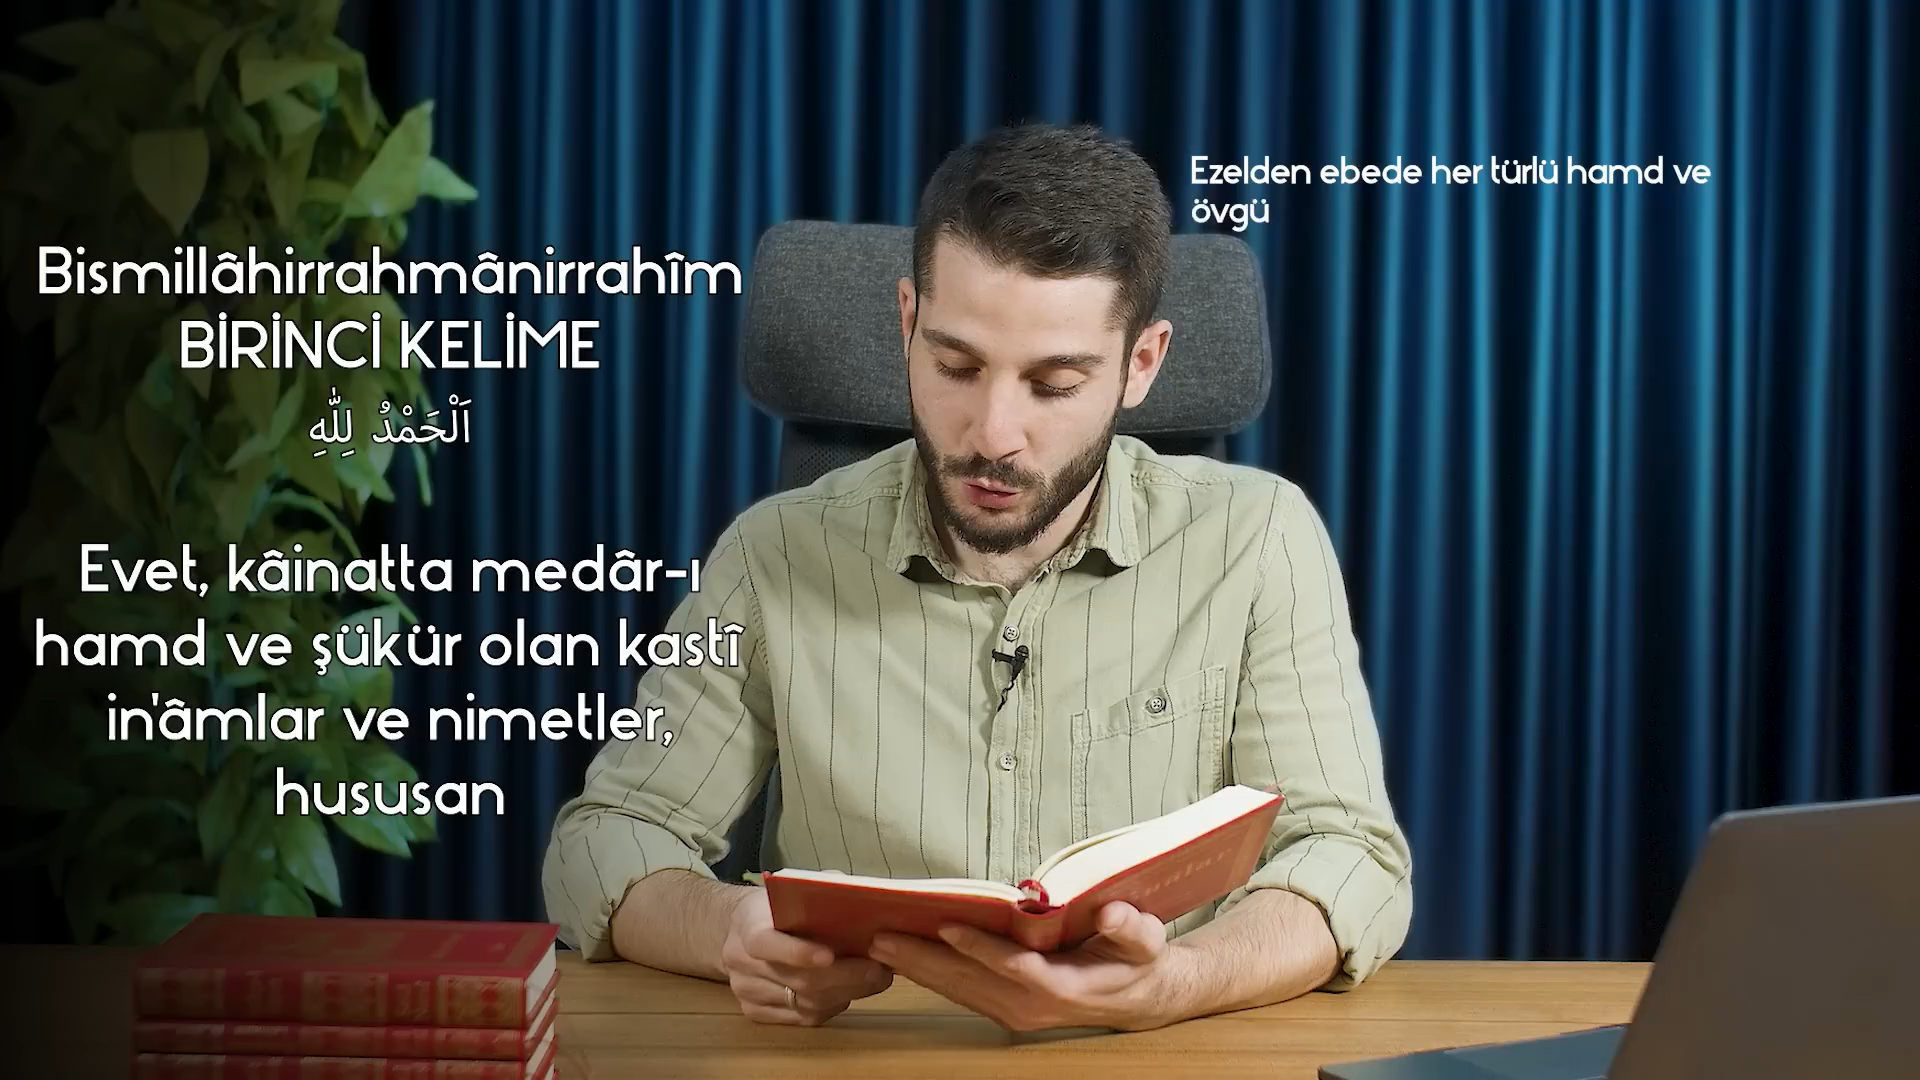 Ezelden ebede her türlü hamd ve
övgü
Bismillâhirrahmânirrahîm
BİRİNCİ KELİME
اَلْحَمْدُ لِلّٰهِ
Evet, kâinatta medâr-ı
hamd ve şükür olan kastî
in'âmlar ve nimetler,
hususan